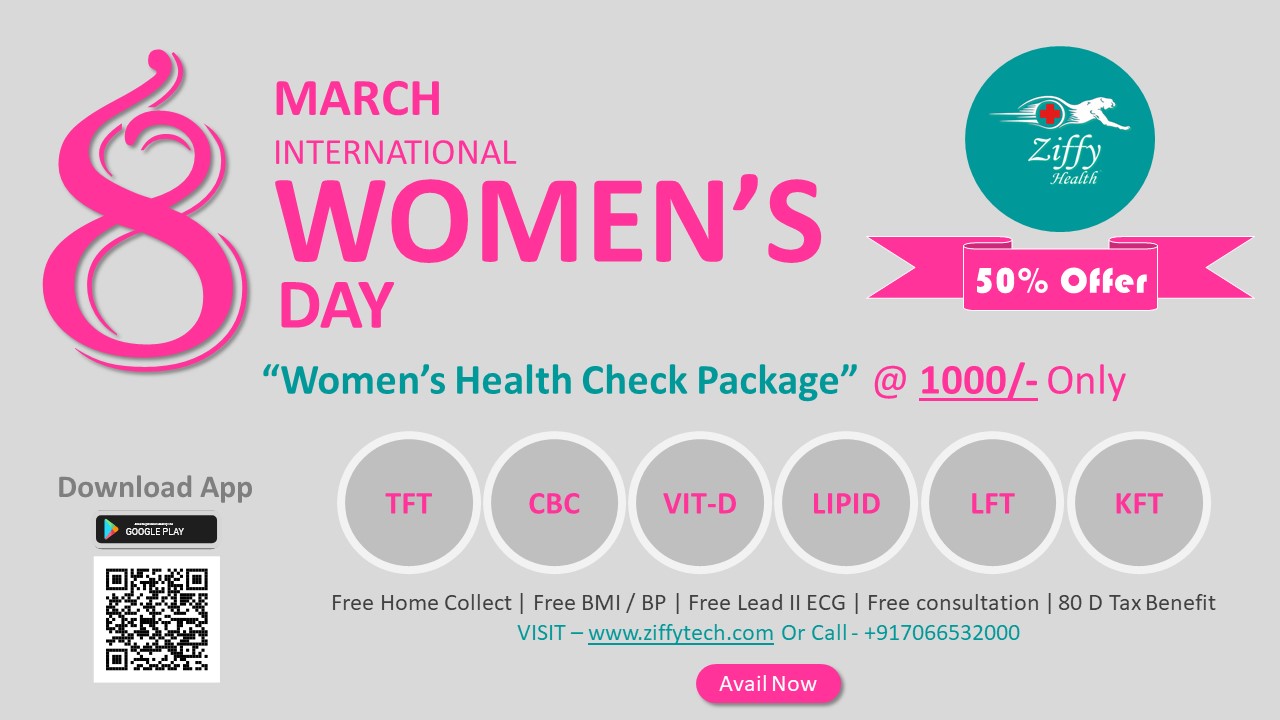 8
MARCH
INTERNATIONAL
WOMEN'S
DAY
Ziffy
Health
50% Offer
“Women's Health Check Package” @ 1000/- Only
TFT
CBC
VIT-D
LIPID
LFT
KFT
Download App
GOOGLE PLAY
Free Home Collect | Free BMI / BP | Free Lead II ECG | Free consultation | 80 D Tax Benefit
VISIT – www.ziffytech.com Or Call - +917066532000
Avail Now